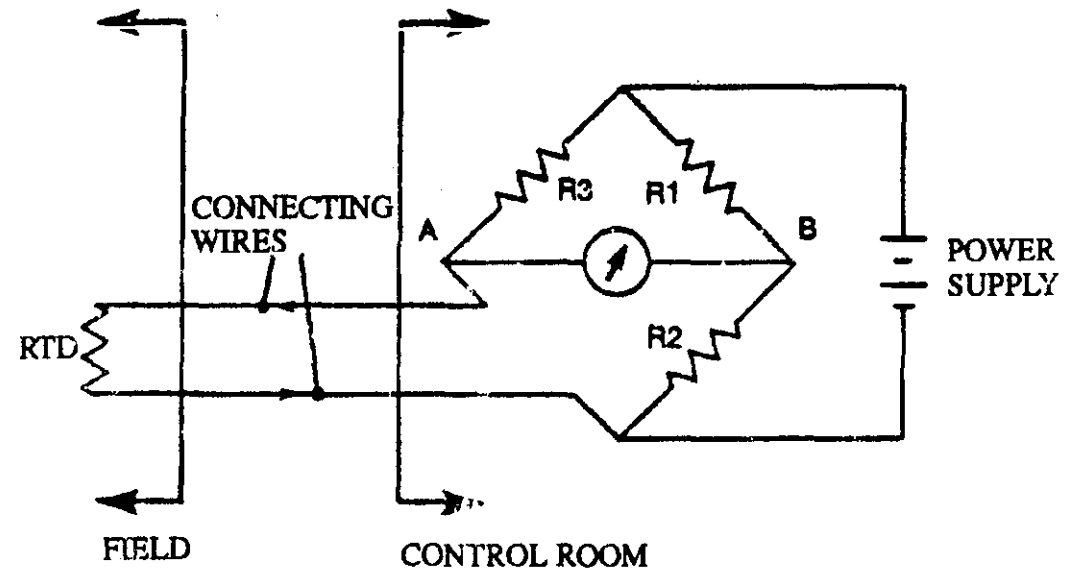 R3
R1
CONNECTING
WIRES
A
B
POWER
SUPPLY
RTD
R2
FIELD
CONTROL ROOM